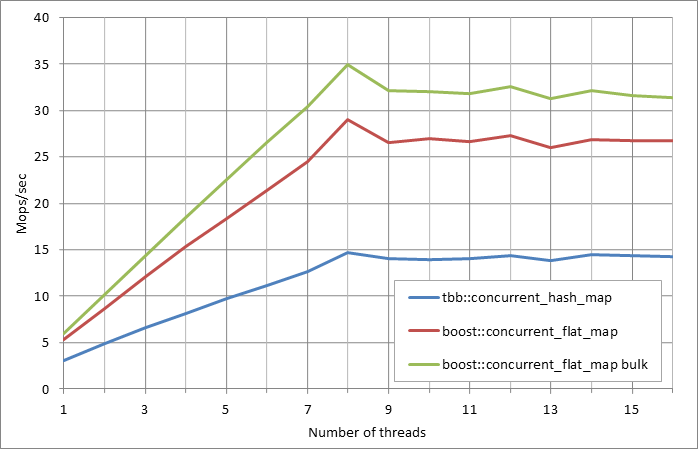 40
35
30
25
20
15
10
5
0
Mops/sec
tbb::concurrent_hash_map
boost::concurrent_flat_map
boost::concurrent_flat_map bulk
1 3 5 7 9 11 13 15
Number of threads